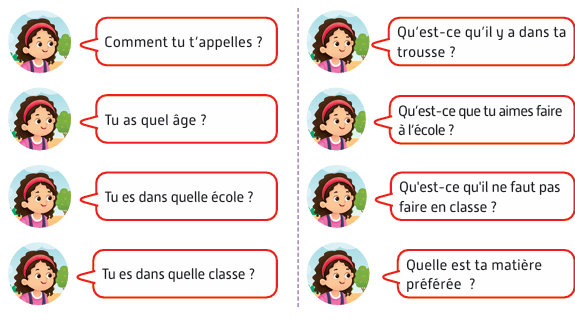 Comment tu t'appelles ?
Tu as quel âge ?
Tu es dans quelle école ?
Tu es dans quelle classe ?
Qu'est-ce qu'il y a dans ta
trousse ?
Qu'est-ce que tu aimes faire
à l'école ?
Qu'est-ce qu'il ne faut pas
faire en classe ?
Quelle est ta matière
préférée ?